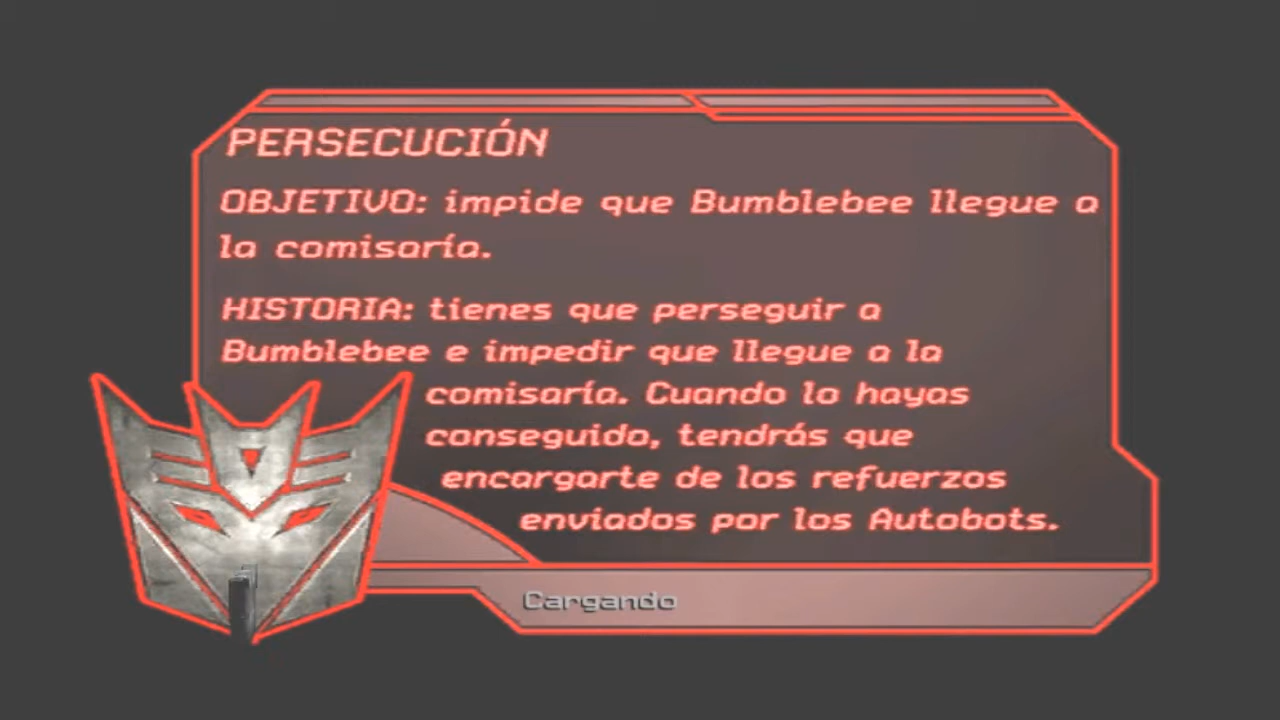 PERSECUCIÓN
OBJETIVO: impide que Bumblebee llegue a
la comisaría.
HISTORIA: tienes que perseguir a
Bumblebee e impedir que llegue a la
comisaría. Cuando lo hayas
conseguido, tendrás que
encargarte de los refuerzos
enviados por los Autobots.
Cargando